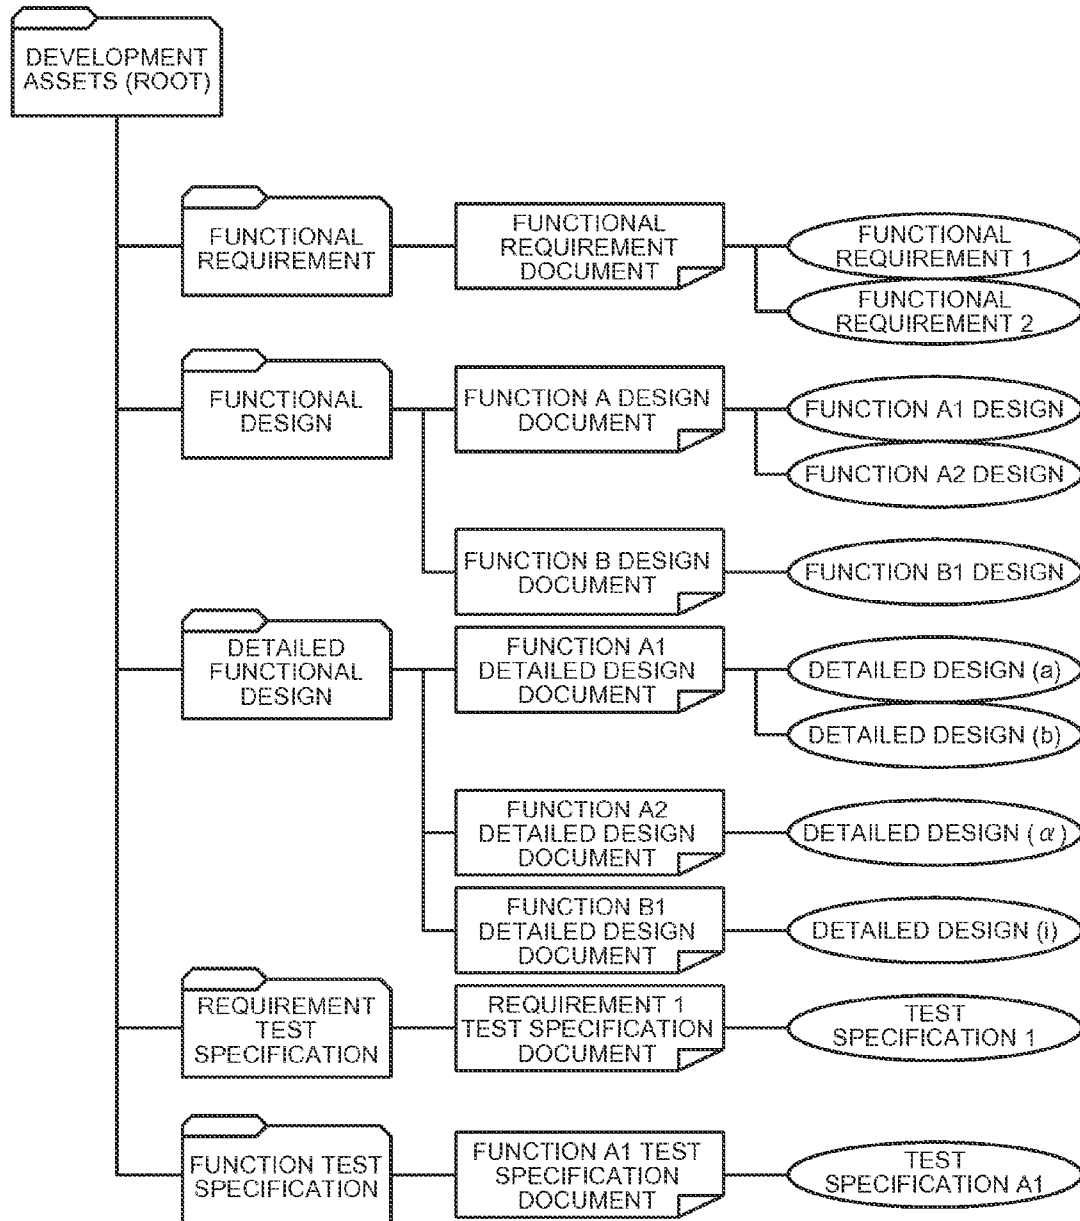 DEVELOPMENT
ASSETS (ROOT)
FUNCTIONAL
REQUIREMENT
FUNCTIONAL
REQUIREMENT
DOCUMENT
FUNCTIONAL
REQUIREMENT 1
FUNCTIONAL
REQUIREMENT 2
FUNCTIONAL
DESIGN
FUNCTION A DESIGN
DOCUMENT
FUNCTION A1 DESIGN
FUNCTION A2 DESIGN
FUNCTION B DESIGN
DOCUMENT
FUNCTION B1 DESIGN
DETAILED
FUNCTIONAL
DESIGN
FUNCTION A1
DETAILED DESIGN
DOCUMENT
DETAILED DESIGN (a)
DETAILED DESIGN (b)
FUNCTION A2
DETAILED DESIGN
DOCUMENT
DETAILED DESIGN (α)
FUNCTION B1
DETAILED DESIGN
DOCUMENT
DETAILED DESIGN (i)
REQUIREMENT
TEST
SPECIFICATION
REQUIREMENT 1
TEST SPECIFICATION
DOCUMENT
TEST
SPECIFICATION 1
FUNCTION TEST
SPECIFICATION
FUNCTION A1 TEST
SPECIFICATION
DOCUMENT
TEST
SPECIFICATION A1